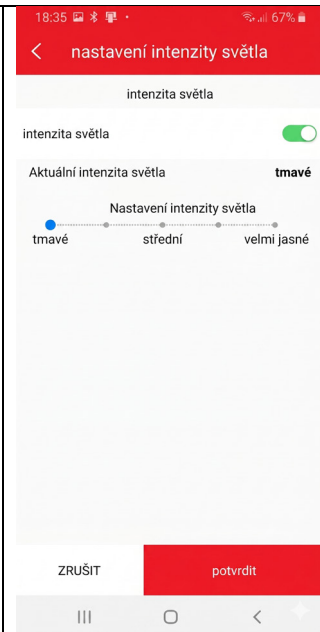 18:35 67%
nastavení intenzity světla
intenzita světla
intenzita světla
Aktuální intenzita světla tmavé
Nastavení intenzity světla
tmavé střední velmi jasné
ZRUŠIT potvrdit